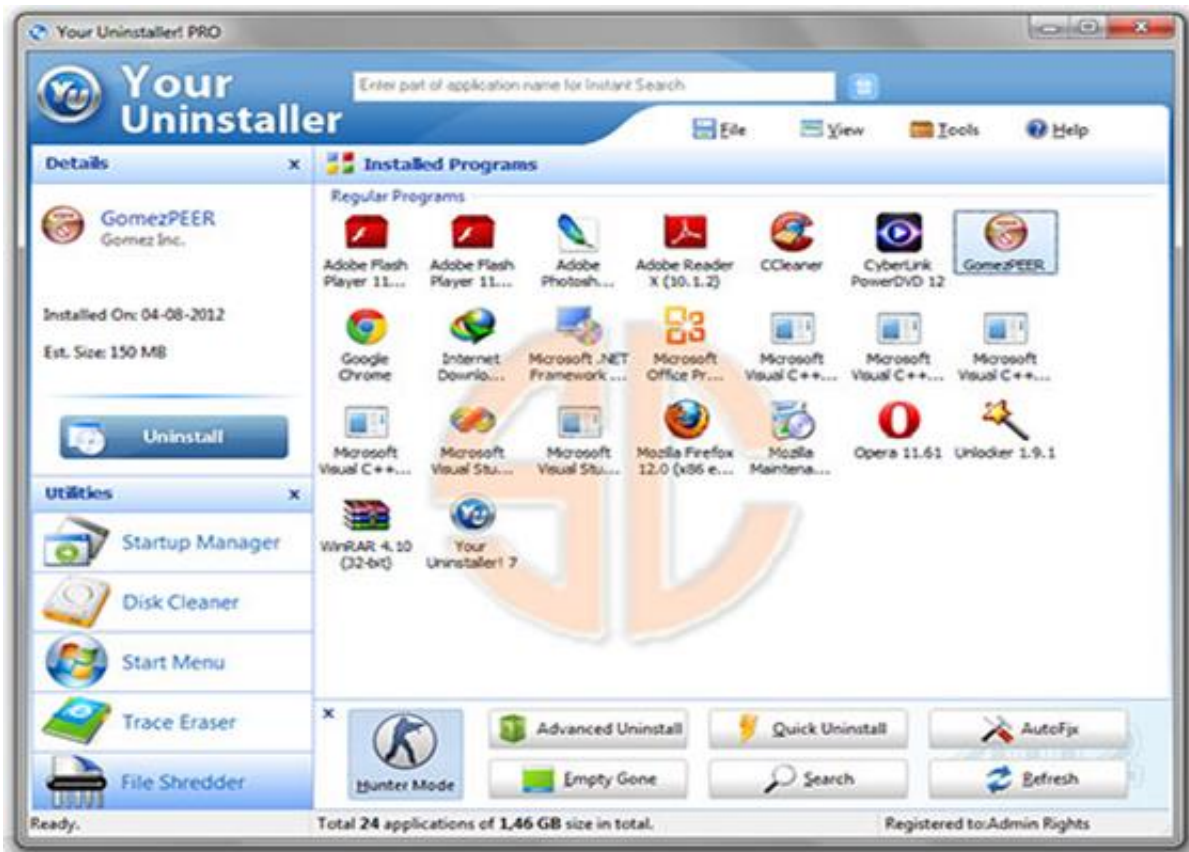 Your Uninstaller! PRO
Your
Uninstaller
Enter part of application name for Instant Search
File
View
Tools
Help
Details
x
GomezPEER
Gomez Inc.
Installed On: 04-08-2012
Est. Size: 150 MB
Uninstall
Utilities
x
Startup Manager
Disk Cleaner
Start Menu
Trace Eraser
File Shredder
Installed Programs
Regular Programs
Adobe Flash
Player 11...
Adobe Flash
Player 11...
Adobe
Photosh...
Adobe Reader
X (10.1.2)
CCleaner
CyberLink
PowerDVD 12
GomezPEER
Google
Chrome
Internet
Downlo...
Microsoft .NET
Framework ...
Microsoft
Office Pr...
Microsoft
Visual C++...
Microsoft
Visual C++...
Microsoft
Visual C++...
Microsoft
Visual C++...
Microsoft
Visual Stu...
Microsoft
Visual Stu...
Mozilla Firefox
12.0 (x86 e...
Mozilla
Maintena...
Opera 11.61
Unlocker 1.9.1
WinRAR 4.10
(32-bit)
Your
Uninstaller! 7
x
Hunter Mode
Advanced Uninstall
Quick Uninstall
AutoFix
Empty Gone
Search
Refresh
Ready.
Total 24 applications of 1,46 GB size in total.
Registered to:Admin Rights